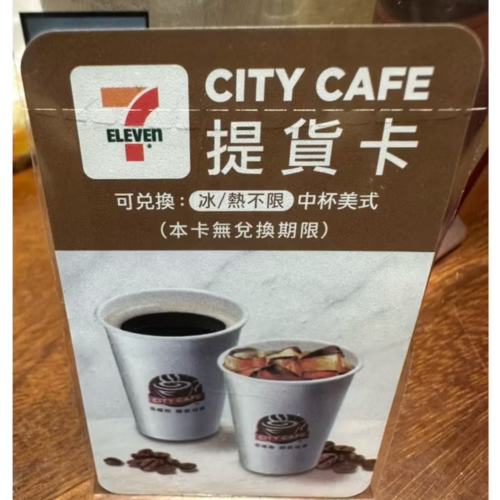 7
ELEVEN
®
CITY CAFE
提貨卡
可兌換：冰/熱不限 中杯美式
（本卡無兌換期限）
CITY CAFE
CITY CAFE